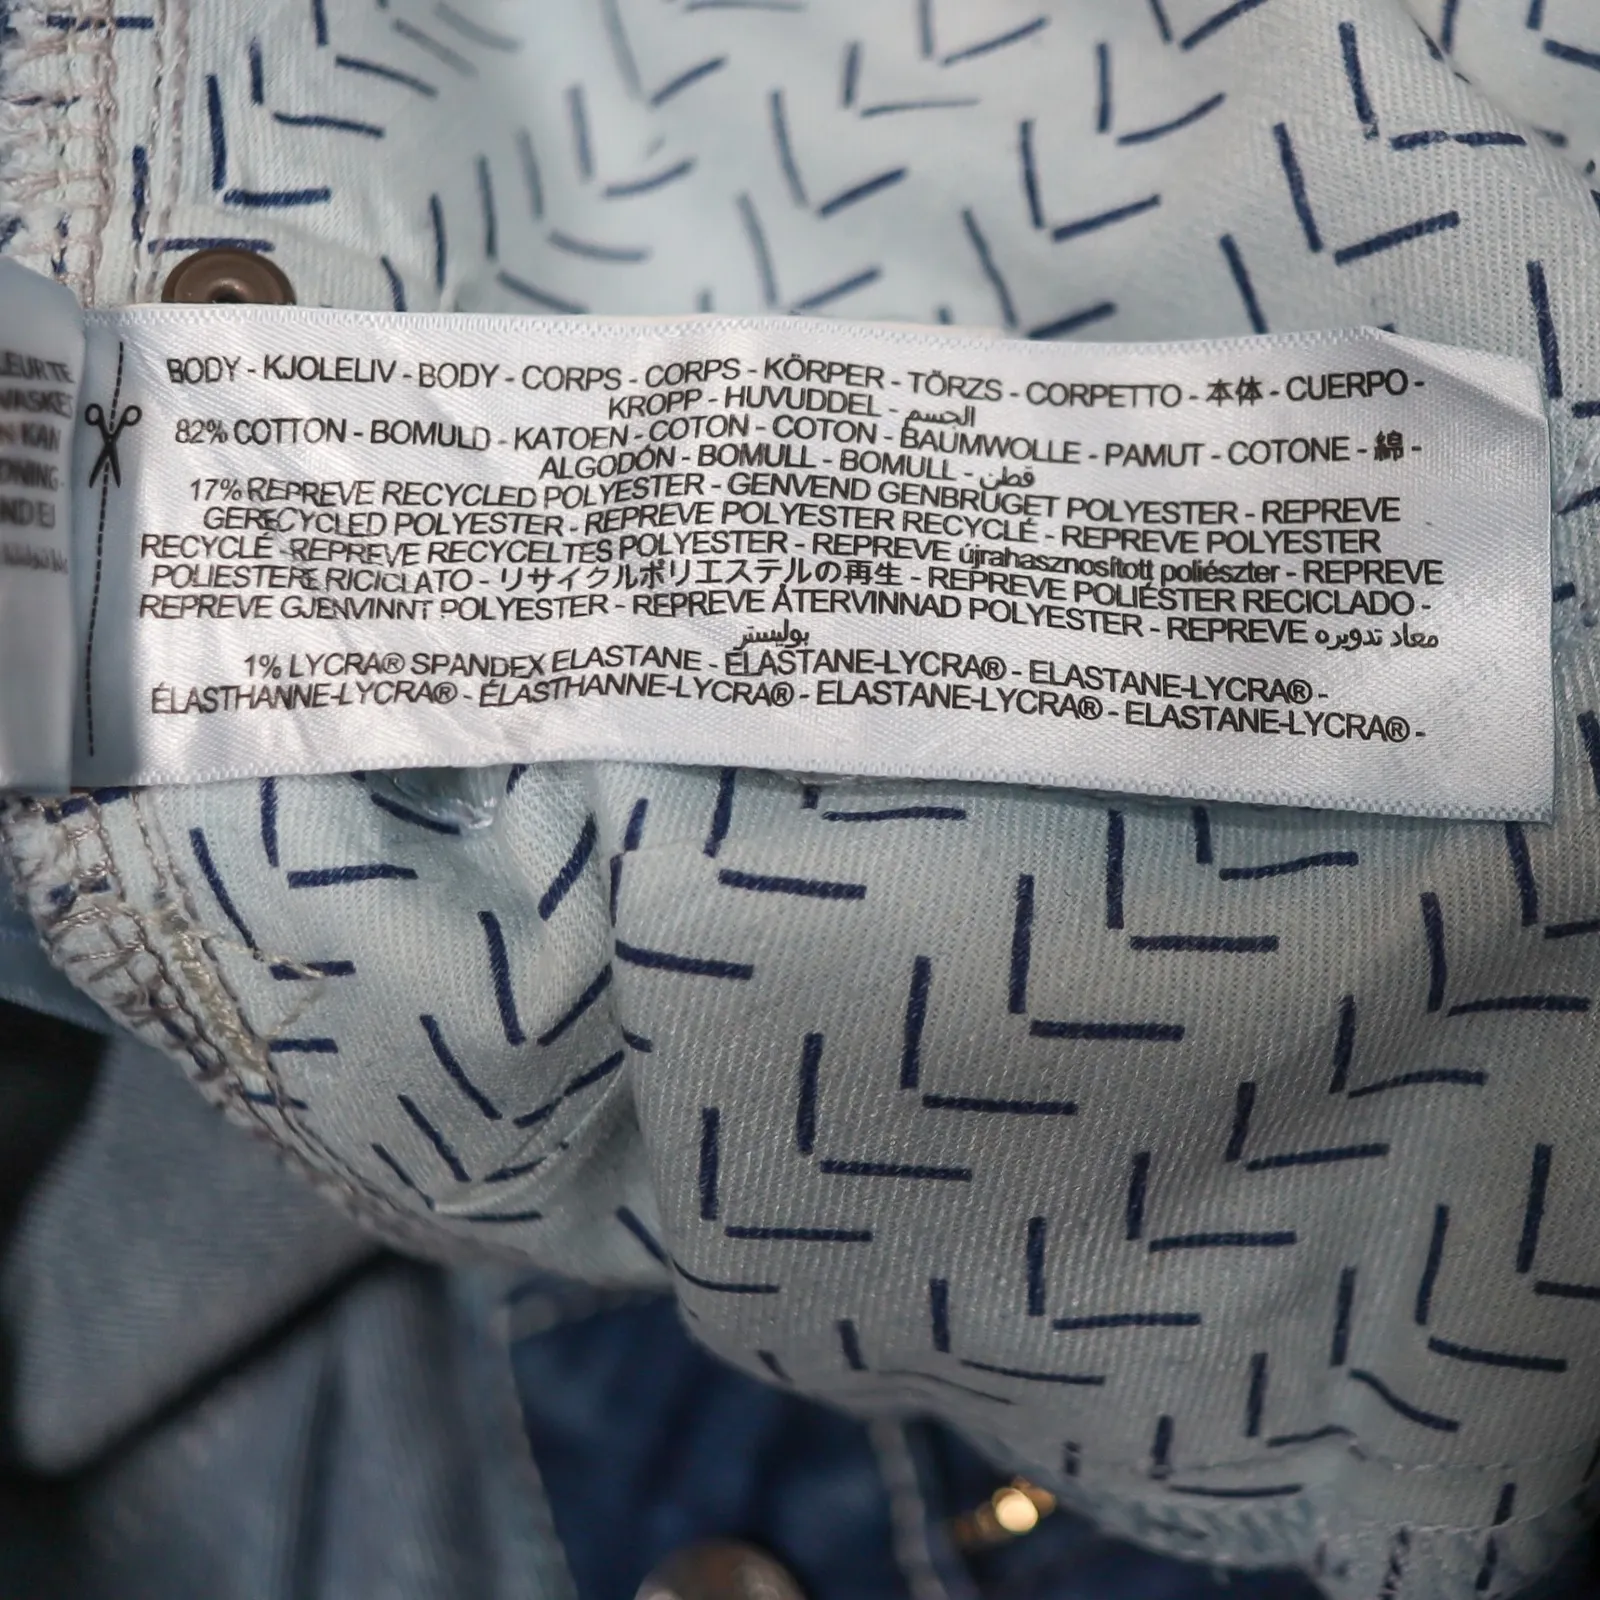 LEURTE
VASKES
KAN
BODY - KJOLELIV - BODY - CORPS - CORPS - KÖRPER - TÖRZS - CORPETTO - 本体 - CUERPO -
KROPP - HUVUDDEL - الجسم
82% COTTON - BOMULD - KATOEN - COTON - COTON - BAUMWOLLE - PAMUT - COTONE - 綿 -
ALGODÓN - BOMULL - BOMULL - قطن
17% REPREVE RECYCLED POLYESTER - GENVEND GENBRUGET POLYESTER - REPREVE
GERECYCLED POLYESTER - REPREVE POLYESTER RECYCLÉ - REPREVE POLYESTER
RECYCLÉ - REPREVE RECYCELTES POLYESTER - REPREVE újrahasznosított poliészter - REPREVE
POLIESTERE RICICLATO - リサイクルポリエステルの再生 - REPREVE POLIÉSTER RECICLADO -
REPREVE GJENVINNT POLYESTER - REPREVE ÅTERVINNAD POLYESTER - REPREVE معاد تدويره
بوليستر
1% LYCRA® SPANDEX ELASTANE - ÉLASTANE-LYCRA® - ELASTANE-LYCRA® -
ÉLASTHANNE-LYCRA® - ÉLASTHANNE-LYCRA® - ELASTANE-LYCRA® - ELASTANE-LYCRA® -